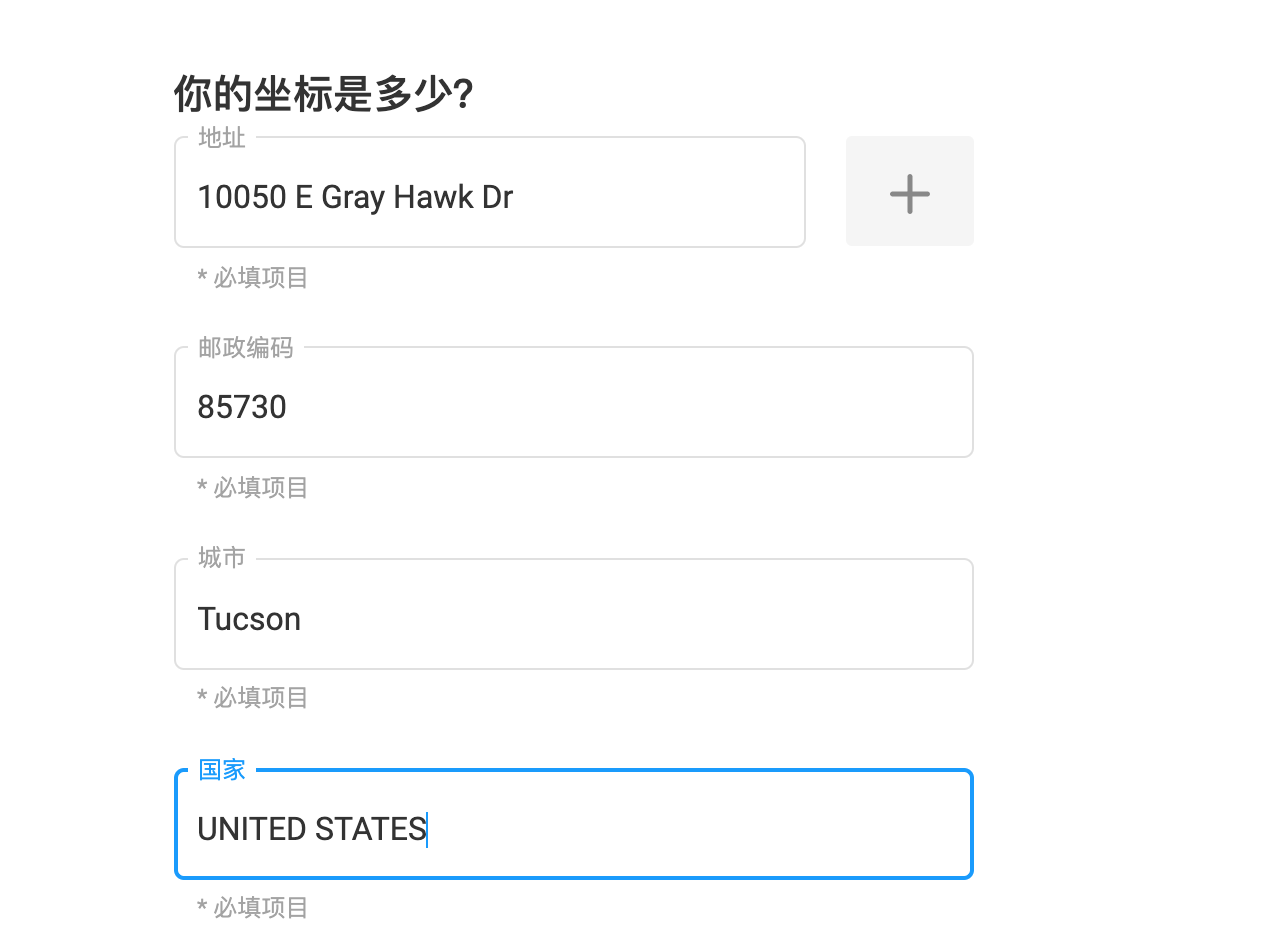 你的坐标是多少?
地址
10050 E Gray Hawk Dr
* 必填项目
邮政编码
85730
* 必填项目
城市
Tucson
* 必填项目
国家
UNITED STATES
* 必填项目